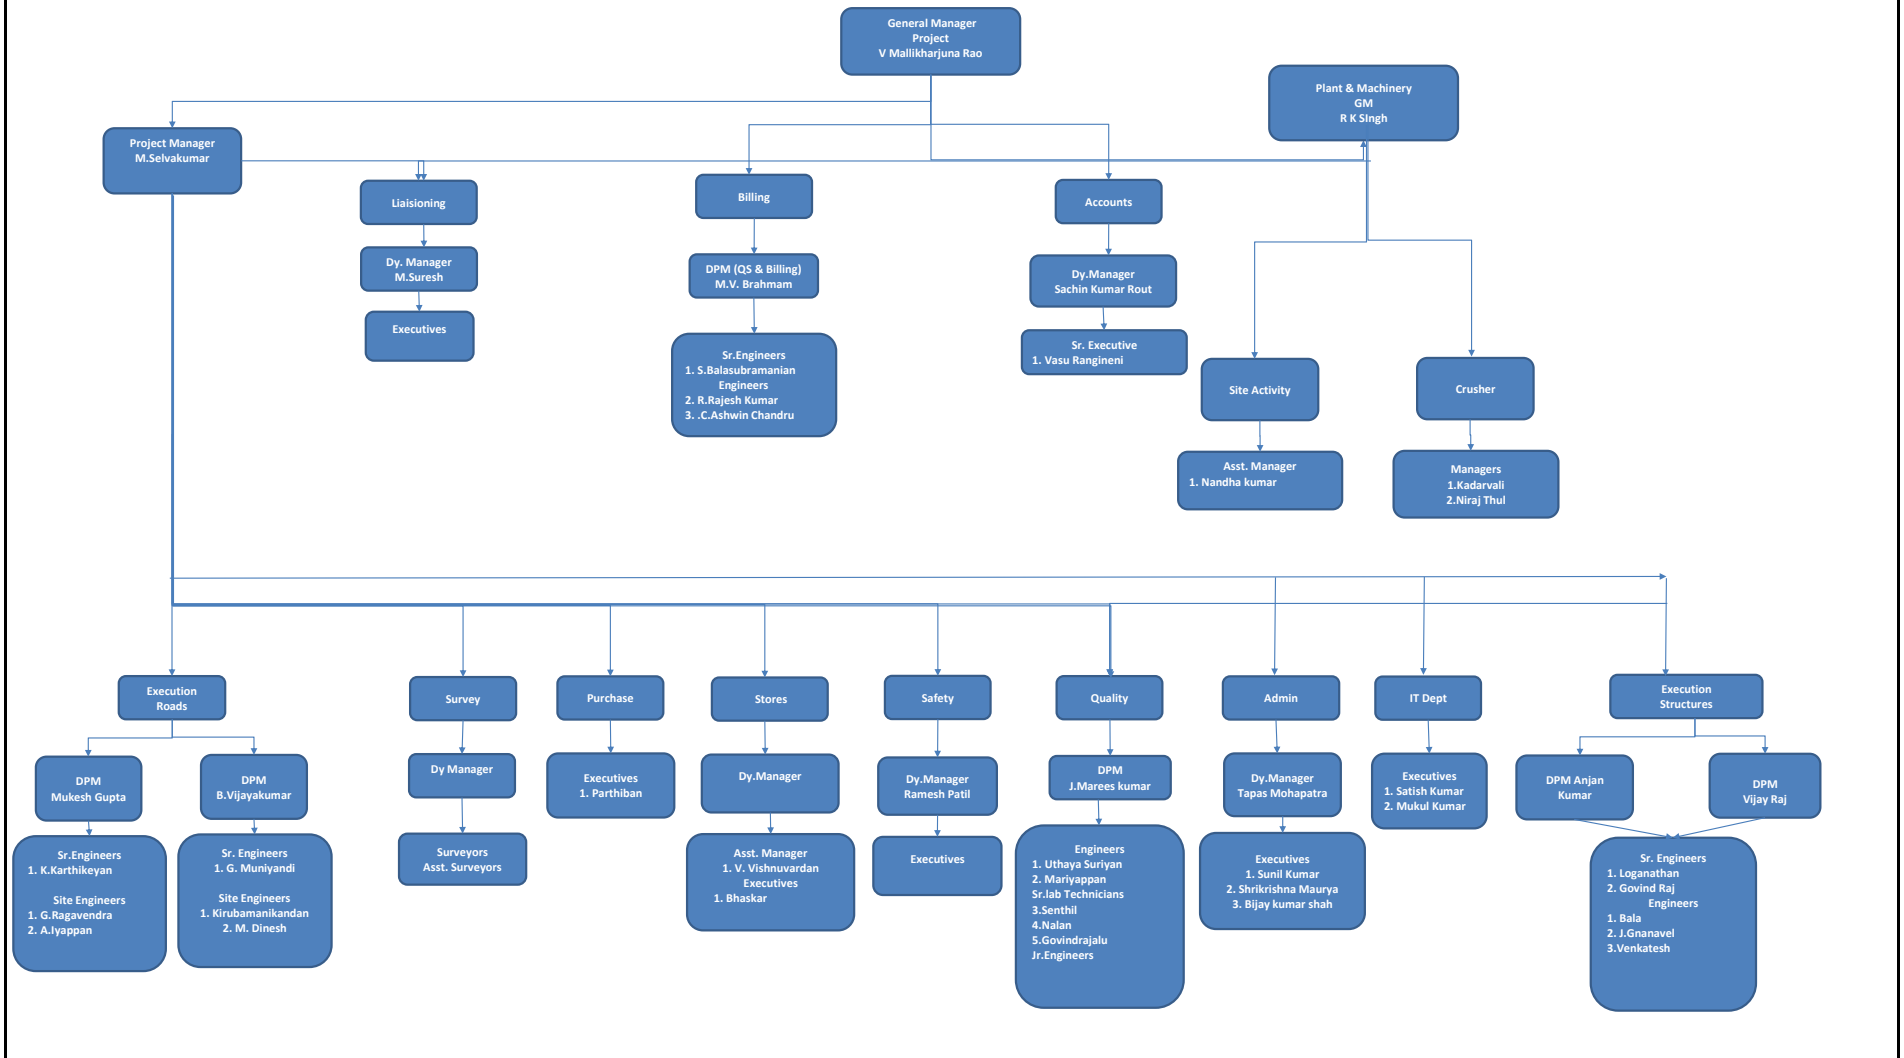 General Manager
Project
V Mallikharjuna Rao
Plant & Machinery
GM
R K SIngh
Project Manager
M.Selvakumar
Liaisioning
Billing
Accounts
Dy. Manager
M.Suresh
DPM (QS & Billing)
M.V. Brahmam
Dy.Manager
Sachin Kumar Rout
Executives
Sr.Engineers
1. S.Balasubramanian
Engineers
2. R.Rajesh Kumar
3. .C.Ashwin Chandru
Sr. Executive
1. Vasu Rangineni
Site Activity
Crusher
Asst. Manager
1. Nandha kumar
Managers
1.Kadarvali
2.Niraj Thul
Execution
Roads
Survey
Purchase
Stores
Safety
Quality
Admin
IT Dept
Execution
Structures
DPM
Mukesh Gupta
DPM
B.Vijayakumar
Dy Manager
Executives
1. Parthiban
Dy.Manager
Dy.Manager
Ramesh Patil
DPM
J.Marees kumar
Dy.Manager
Tapas Mohapatra
Executives
1. Satish Kumar
2. Mukul Kumar
DPM Anjan
Kumar
DPM
Vijay Raj
Sr.Engineers
1. K.Karthikeyan
Site Engineers
1. G.Ragavendra
2. A.Iyappan
Sr. Engineers
1. G. Muniyandi
Site Engineers
1. Kirubamanikandan
2. M. Dinesh
Surveyors
Asst. Surveyors
Asst. Manager
1. V. Vishnuvardan
Executives
1. Bhaskar
Executives
Engineers
1. Uthaya Suriyan
2. Mariyappan
Sr.lab Technicians
3.Senthil
4.Nalan
5.Govindrajalu
Jr.Engineers
Executives
1. Sunil Kumar
2. Shrikrishna Maurya
3. Bijay kumar shah
Sr. Engineers
1. Loganathan
2. Govind Raj
Engineers
1. Bala
2. J.Gnanavel
3.Venkatesh